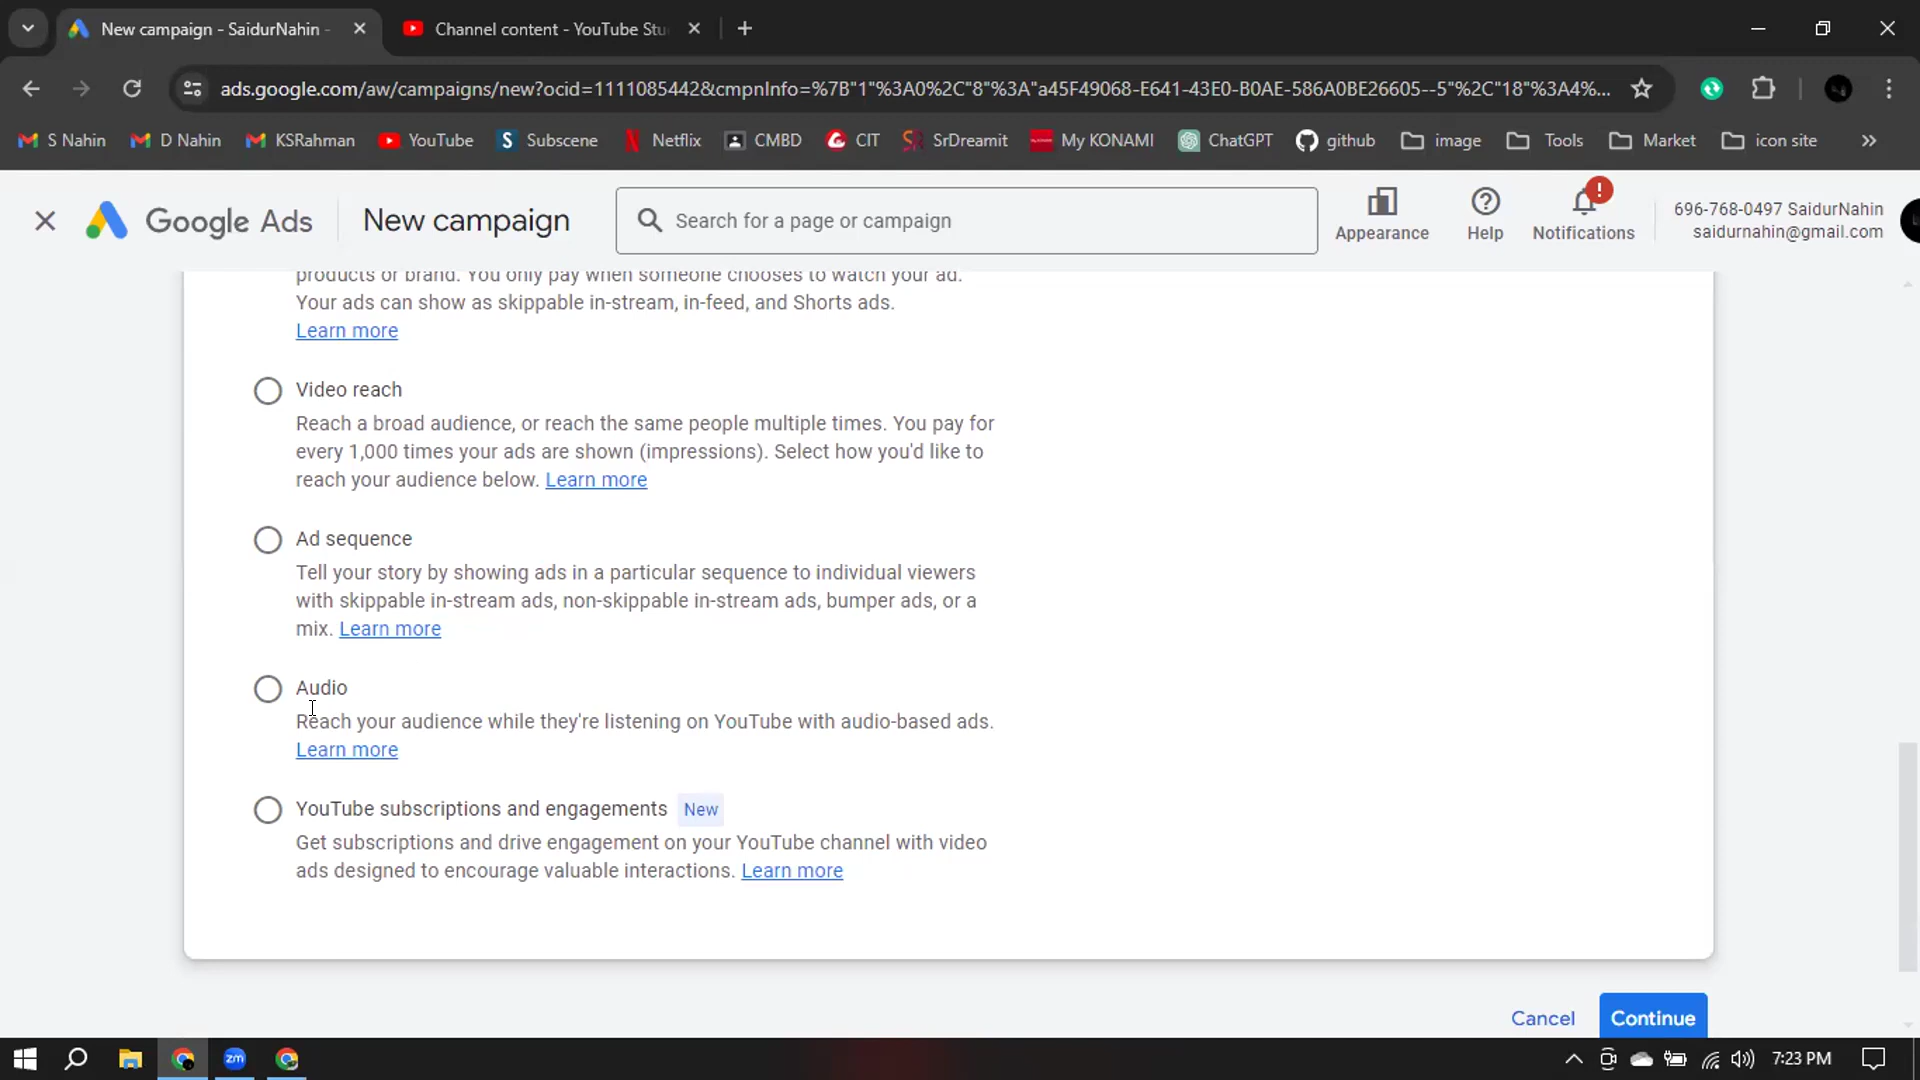 New campaign - SaidurNahin -
Channel content - YouTube Stu
ads.google.com/aw/campaigns/new?ocid=1111085442&cmpnInfo=%7B"1"%3A0%2C"8"%3A"a45F49068-E641-43E0-B0AE-586A0BE26605--5"%2C"18"%3A4%...
S Nahin D Nahin KSRahman YouTube Subscene Netflix CMBD CIT SrDreamit My KONAMI ChatGPT github image Tools Market icon site »
Google Ads New campaign Search for a page or campaign Appearance Help Notifications
696-768-0497 SaidurNahin
saidurnahin@gmail.com
products or brand. You only pay when someone chooses to watch your ad.
Your ads can show as skippable in-stream, in-feed, and Shorts ads.
Learn more
Video reach
Reach a broad audience, or reach the same people multiple times. You pay for
every 1,000 times your ads are shown (impressions). Select how you'd like to
reach your audience below. Learn more
Ad sequence
Tell your story by showing ads in a particular sequence to individual viewers
with skippable in-stream ads, non-skippable in-stream ads, bumper ads, or a
mix. Learn more
Audio
Reach your audience while they're listening on YouTube with audio-based ads.
Learn more
YouTube subscriptions and engagements New
Get subscriptions and drive engagement on your YouTube channel with video
ads designed to encourage valuable interactions. Learn more
Cancel Continue
zm
7:23 PM